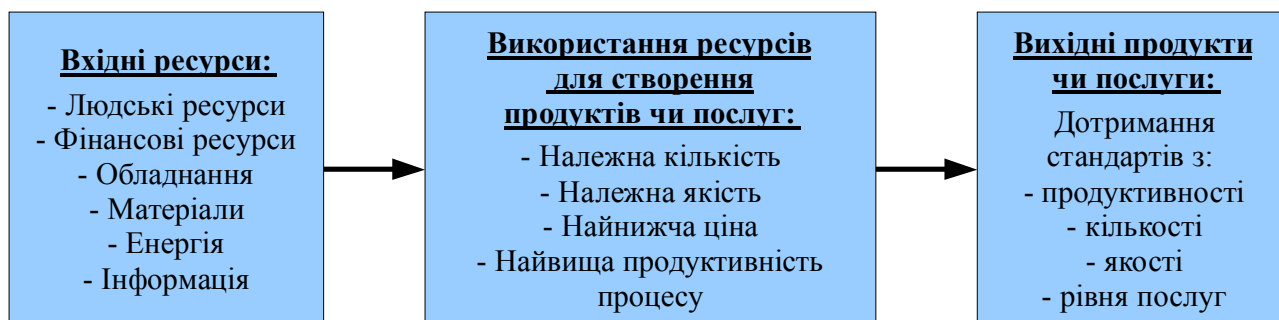 Вхідні ресурси:
- Людські ресурси
- Фінансові ресурси
- Обладнання
- Матеріали
- Енергія
- Інформація
Використання ресурсів
для створення
продуктів чи послуг:
- Належна кількість
- Належна якість
- Найнижча ціна
- Найвища продуктивність
процесу
Вихідні продукти
чи послуги:
Дотримання
стандартів з:
- продуктивності
- кількості
- якості
- рівня послуг